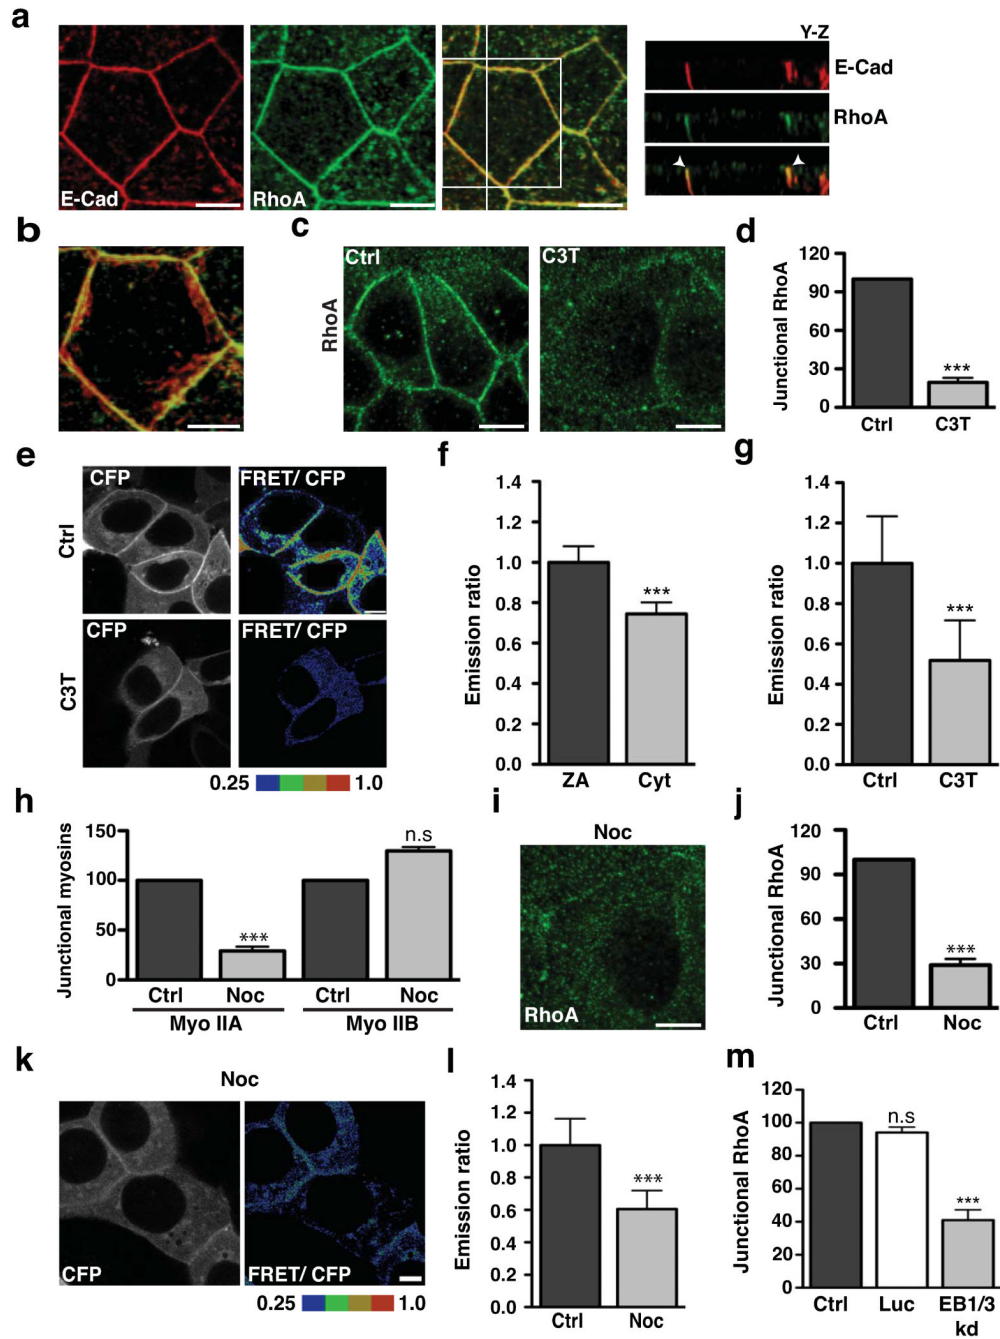 a
Y-Z
E-Cad
RhoA
E-Cad
RhoA
b
c
Ctrl
C3T
RhoA
d
120
90
60
30
0
Junctional RhoA
***
Ctrl
C3T
e
CFP
FRET/ CFP
Ctrl
CFP
FRET/ CFP
C3T
0.25
1.0
f
1.4
1.2
1.0
0.8
0.6
0.4
0.2
0.0
Emission ratio
***
ZA
Cyt
g
1.4
1.2
1.0
0.8
0.6
0.4
0.2
0.0
Emission ratio
***
Ctrl
C3T
h
150
100
50
0
Junctional myosins
***
n.s
Ctrl
Noc
Ctrl
Noc
Myo IIA
Myo IIB
i
Noc
RhoA
j
120
90
60
30
0
Junctional RhoA
***
Ctrl
Noc
k
Noc
CFP
FRET/ CFP
0.25
1.0
l
1.4
1.2
1.0
0.8
0.6
0.4
0.2
0.0
Emission ratio
***
Ctrl
Noc
m
120
100
80
60
40
20
0
Junctional RhoA
n.s
***
Ctrl
Luc
EB1/3
kd